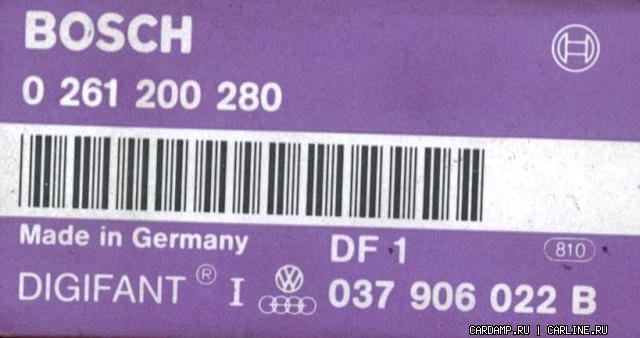 BOSCH
0 261 200 280
Made in Germany DF 1 810
DIGIFANT ® I 037 906 022 B
CARDAMP.RU | CARLINE.RU